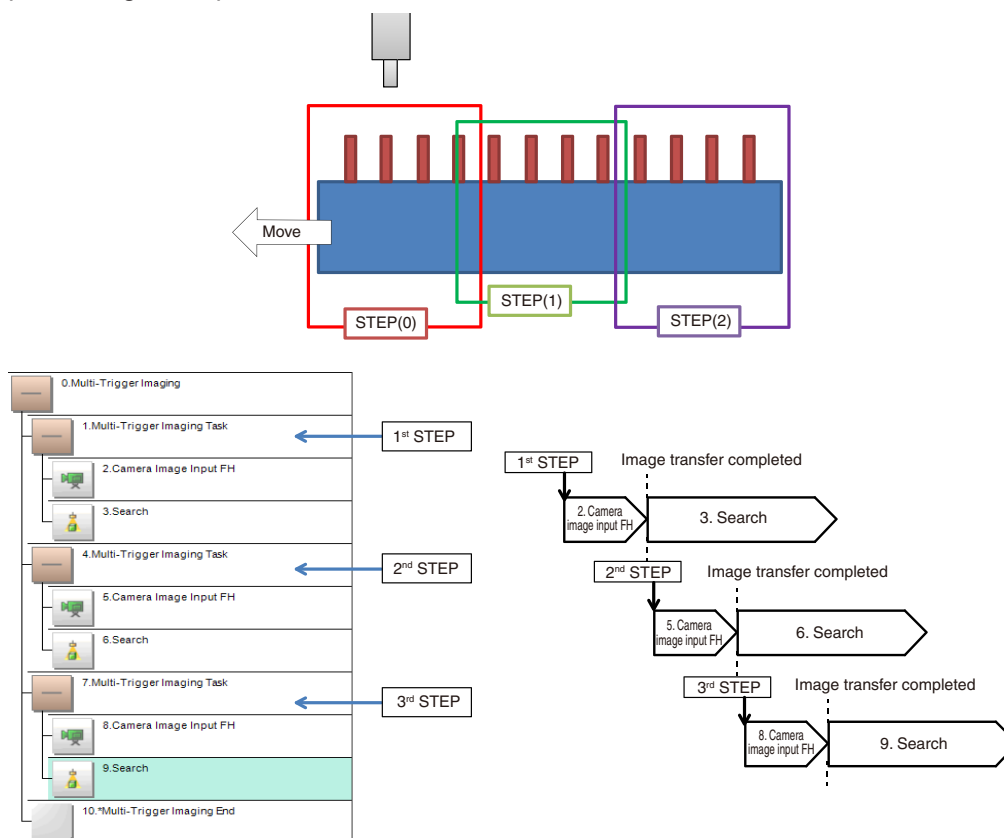 Move
STEP(0)
STEP(1)
STEP(2)
0.Multi-Trigger Imaging
1.Multi-Trigger Imaging Task
2.Camera Image Input FH
3.Search
4.Multi-Trigger Imaging Task
5.Camera Image Input FH
6.Search
7.Multi-Trigger Imaging Task
8.Camera Image Input FH
9.Search
10.*Multi-Trigger Imaging End
1st STEP
2nd STEP
3rd STEP
1st STEP
Image transfer completed
2. Camera
image input FH
3. Search
2nd STEP
Image transfer completed
5. Camera
image input FH
6. Search
3rd STEP
Image transfer completed
8. Camera
image input FH
9. Search